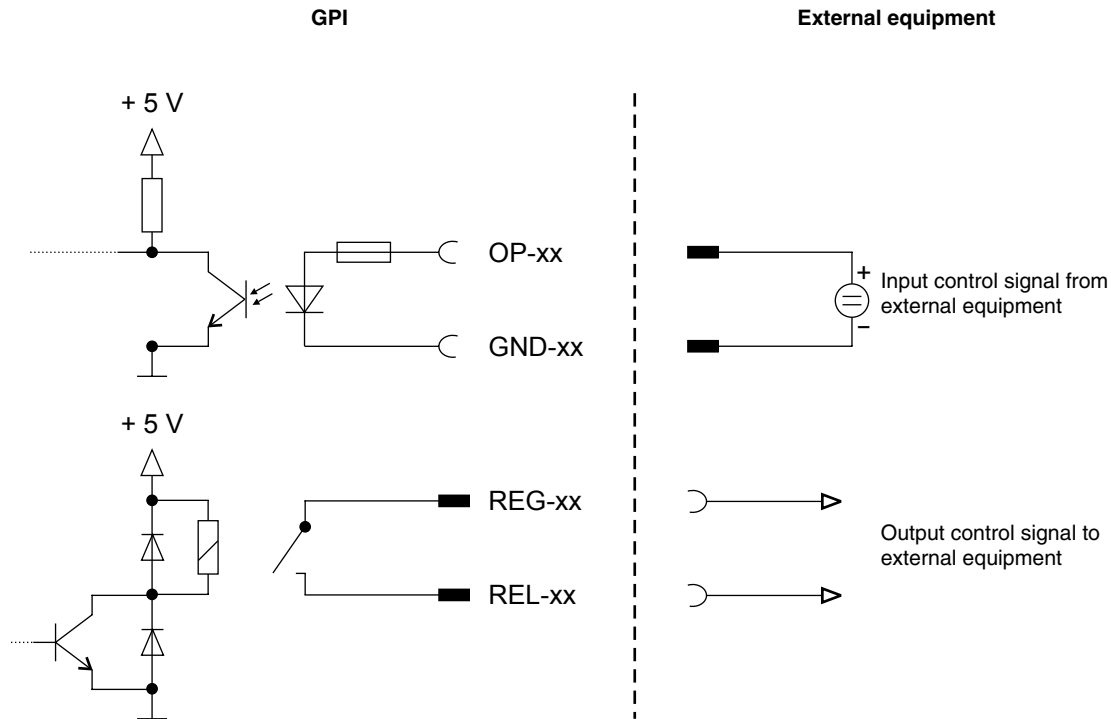 GPI
External equipment
+ 5 V
OP-xx
+
Input control signal from
external equipment
–
GND-xx
+ 5 V
REG-xx
Output control signal to
external equipment
REL-xx